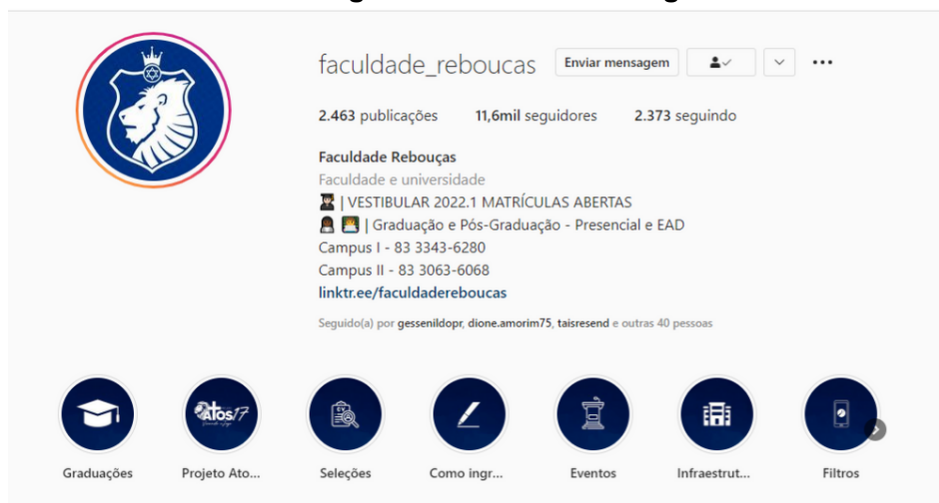 faculdade_reboucas Enviar mensagem
2.463 publicações 11,6mil seguidores 2.373 seguindo
Faculdade Rebouças
Faculdade e universidade
| VESTIBULAR 2022.1 MATRÍCULAS ABERTAS
| Graduação e Pós-Graduação - Presencial e EAD
Campus I - 83 3343-6280
Campus II - 83 3063-6068
linktr.ee/faculdadereboucas
Seguido(a) por gessenildopr, dione.amorim75, taisresend e outras 40 pessoas
Atos17
CV
Graduações Projeto Ato... Seleções Como ingr... Eventos Infraestrut... Filtros